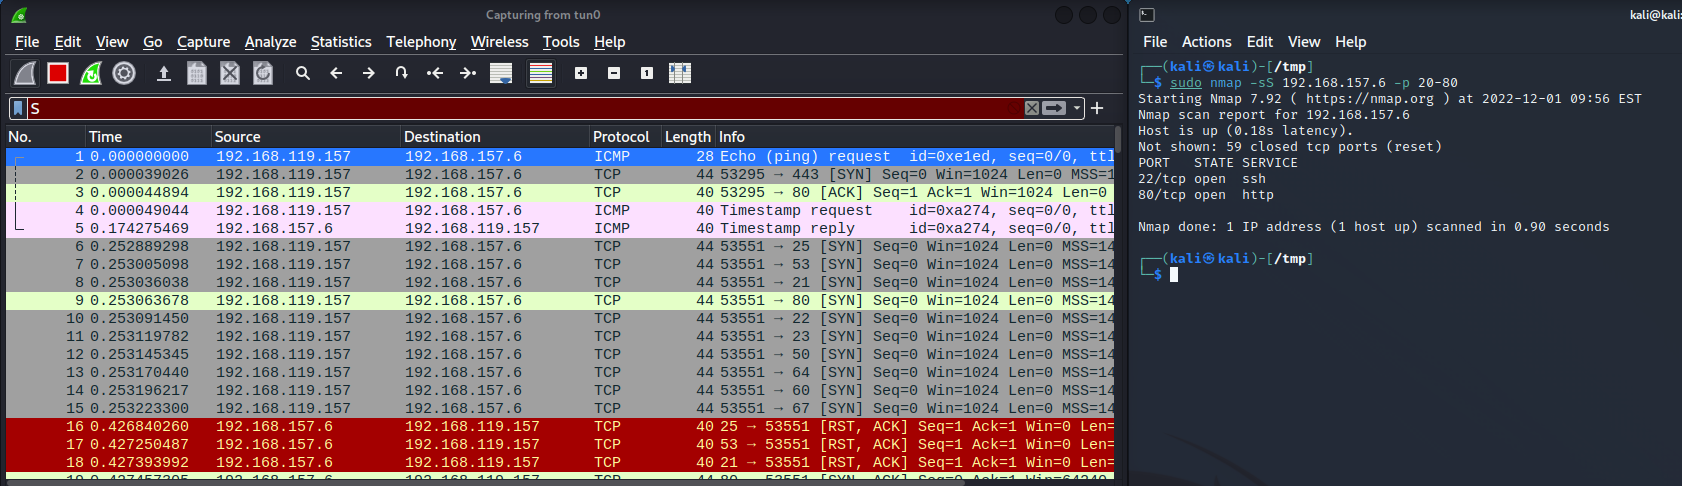 Capturing from tun0
File Edit View Go Capture Analyze Statistics Telephony Wireless Tools Help
S
No. Time Source Destination Protocol Length Info
1 0.000000000 192.168.119.157 192.168.157.6 ICMP 28 Echo (ping) request id=0xe1ed, seq=0/0, ttl
2 0.000039026 192.168.119.157 192.168.157.6 TCP 44 53295 → 443 [SYN] Seq=0 Win=1024 Len=0 MSS=1
3 0.000044894 192.168.119.157 192.168.157.6 TCP 40 53295 → 80 [ACK] Seq=1 Ack=1 Win=1024 Len=0
4 0.000049044 192.168.119.157 192.168.157.6 ICMP 40 Timestamp request id=0xa274, seq=0/0, ttl
5 0.174275469 192.168.157.6 192.168.119.157 ICMP 40 Timestamp reply id=0xa274, seq=0/0, ttl
6 0.252889298 192.168.119.157 192.168.157.6 TCP 44 53551 → 25 [SYN] Seq=0 Win=1024 Len=0 MSS=14
7 0.253005098 192.168.119.157 192.168.157.6 TCP 44 53551 → 53 [SYN] Seq=0 Win=1024 Len=0 MSS=14
8 0.253036038 192.168.119.157 192.168.157.6 TCP 44 53551 → 21 [SYN] Seq=0 Win=1024 Len=0 MSS=14
9 0.253063678 192.168.119.157 192.168.157.6 TCP 44 53551 → 80 [SYN] Seq=0 Win=1024 Len=0 MSS=14
10 0.253091450 192.168.119.157 192.168.157.6 TCP 44 53551 → 22 [SYN] Seq=0 Win=1024 Len=0 MSS=14
11 0.253119782 192.168.119.157 192.168.157.6 TCP 44 53551 → 23 [SYN] Seq=0 Win=1024 Len=0 MSS=14
12 0.253145345 192.168.119.157 192.168.157.6 TCP 44 53551 → 50 [SYN] Seq=0 Win=1024 Len=0 MSS=14
13 0.253170440 192.168.119.157 192.168.157.6 TCP 44 53551 → 64 [SYN] Seq=0 Win=1024 Len=0 MSS=14
14 0.253196217 192.168.119.157 192.168.157.6 TCP 44 53551 → 60 [SYN] Seq=0 Win=1024 Len=0 MSS=14
15 0.253223300 192.168.119.157 192.168.157.6 TCP 44 53551 → 67 [SYN] Seq=0 Win=1024 Len=0 MSS=14
16 0.426840260 192.168.157.6 192.168.119.157 TCP 40 25 → 53551 [RST, ACK] Seq=1 Ack=1 Win=0 Len=
17 0.427250487 192.168.157.6 192.168.119.157 TCP 40 53 → 53551 [RST, ACK] Seq=1 Ack=1 Win=0 Len=
18 0.427393992 192.168.157.6 192.168.119.157 TCP 40 21 → 53551 [RST, ACK] Seq=1 Ack=1 Win=0 Len=
kali@kali:
File Actions Edit View Help
┌──(kali㉿kali)-[/tmp]
└─$ sudo nmap -sS 192.168.157.6 -p 20-80
Starting Nmap 7.92 ( https://nmap.org ) at 2022-12-01 09:56 EST
Nmap scan report for 192.168.157.6
Host is up (0.18s latency).
Not shown: 59 closed tcp ports (reset)
PORT STATE SERVICE
22/tcp open ssh
80/tcp open http
Nmap done: 1 IP address (1 host up) scanned in 0.90 seconds
┌──(kali㉿kali)-[/tmp]
└─$